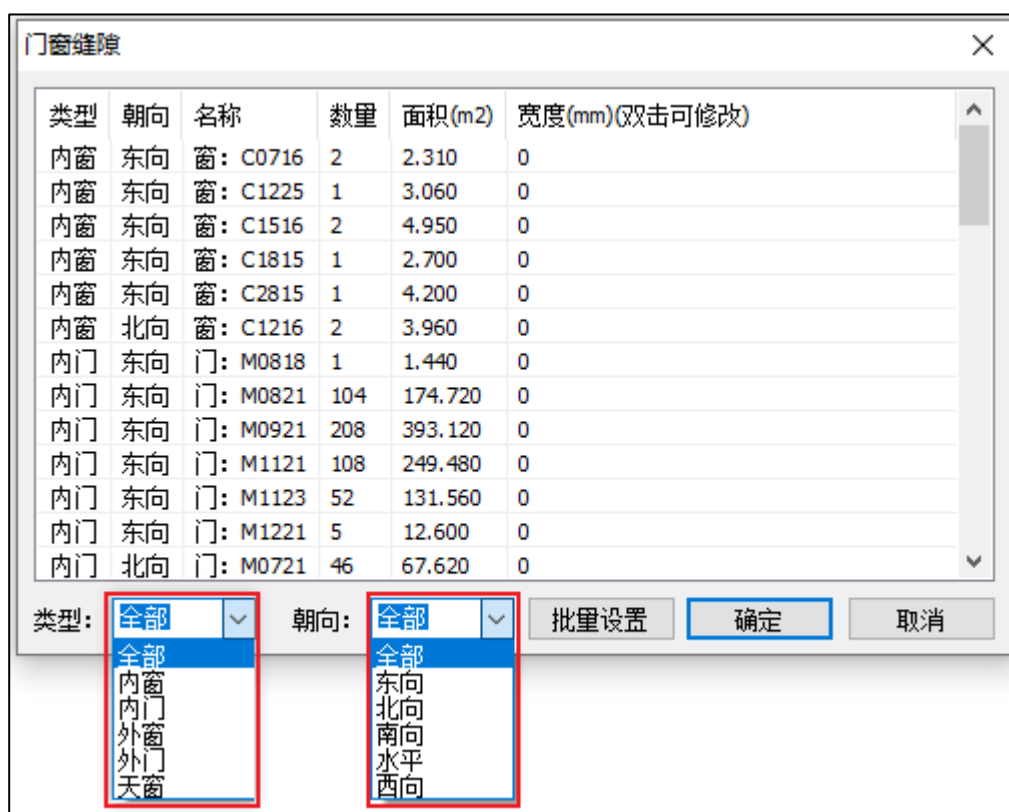 门窗缝隙
类型 朝向 名称 数量 面积(m2) 宽度(mm)(双击可修改)
内窗 东向 窗：C0716 2 2.310 0
内窗 东向 窗：C1225 1 3.060 0
内窗 东向 窗：C1516 2 4.950 0
内窗 东向 窗：C1815 1 2.700 0
内窗 东向 窗：C2815 1 4.200 0
内窗 北向 窗：C1216 2 3.960 0
内门 东向 门：M0818 1 1.440 0
内门 东向 门：M0821 104 174.720 0
内门 东向 门：M0921 208 393.120 0
内门 东向 门：M1121 108 249.480 0
内门 东向 门：M1123 52 131.560 0
内门 东向 门：M1221 5 12.600 0
内门 北向 门：M0721 46 67.620 0
类型： 全部 朝向： 全部 批量设置 确定 取消
全部 全部
内窗 东向
内门 北向
外窗 南向
外门 水平
天窗 西向